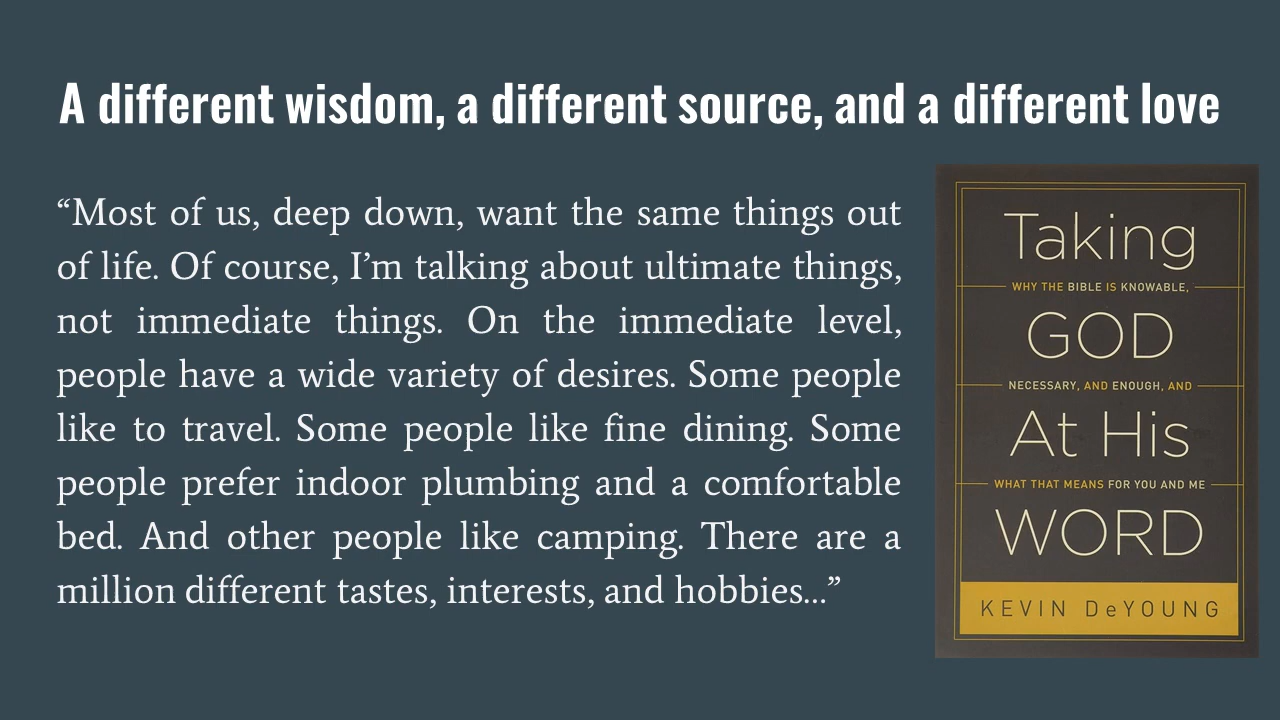 A different wisdom, a different source, and a different love
“Most of us, deep down, want the same things out
of life. Of course, I’m talking about ultimate things,
not immediate things. On the immediate level,
people have a wide variety of desires. Some people
like to travel. Some people like fine dining. Some
people prefer indoor plumbing and a comfortable
bed. And other people like camping. There are a
million different tastes, interests, and hobbies...”
Taking
WHY THE BIBLE IS KNOWABLE,
GOD
NECESSARY, AND ENOUGH, AND
At His
WHAT THAT MEANS FOR YOU AND ME
WORD
KEVIN DeYOUNG